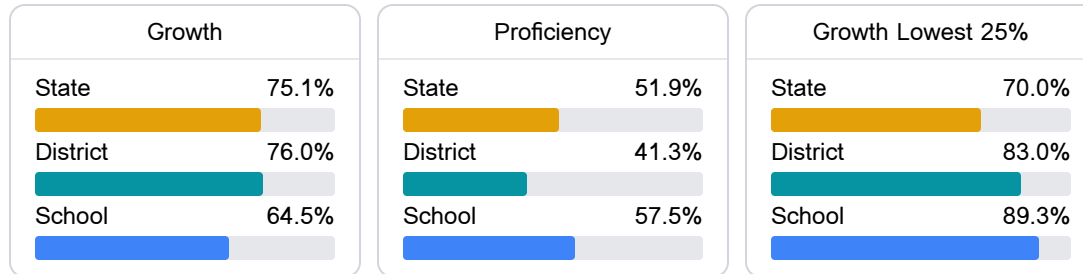 Growth
State 75.1%
District 76.0%
School 64.5%
Proficiency
State 51.9%
District 41.3%
School 57.5%
Growth Lowest 25%
State 70.0%
District 83.0%
School 89.3%